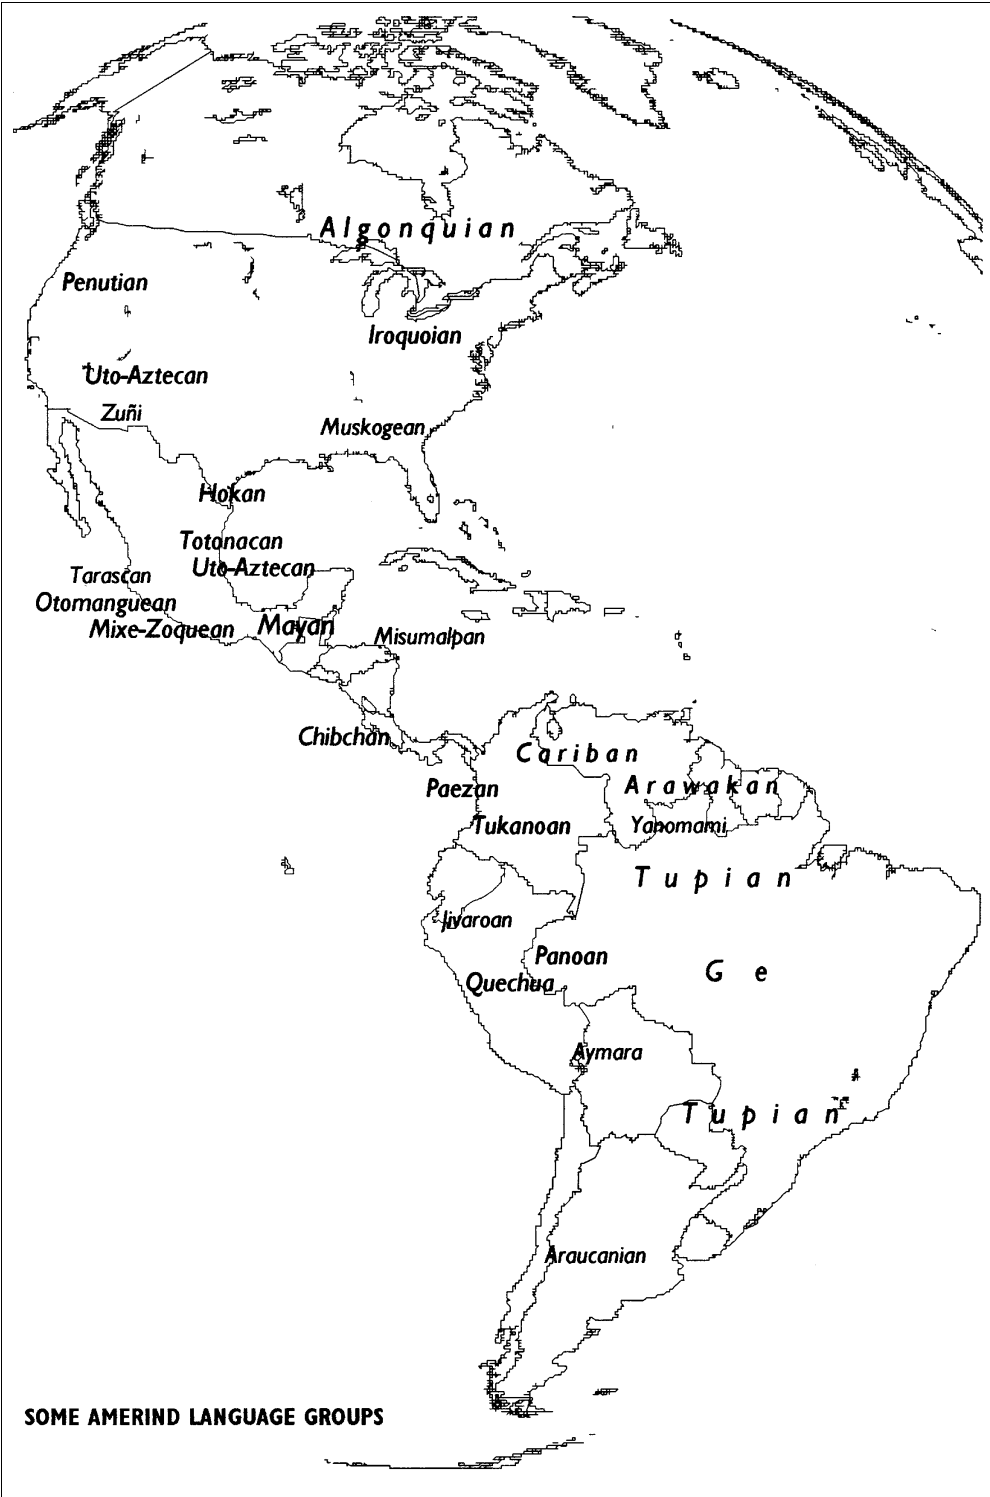 Algonquian
Penutian
Iroquoian
Uto-Aztecan
Zuñi
Muskogean
Hokan
Totonacan
Uto-Aztecan
Tarascan
Otomanguean
Mixe-Zoquean
Mayan
Misumalpan
Chibchan
Cariban
Paezan
Arawakan
Tukanoan
Yanomami
Tupian
Jivaroan
Panoan
Ge
Quechua
Aymara
Tupian
Araucanian
SOME AMERIND LANGUAGE GROUPS